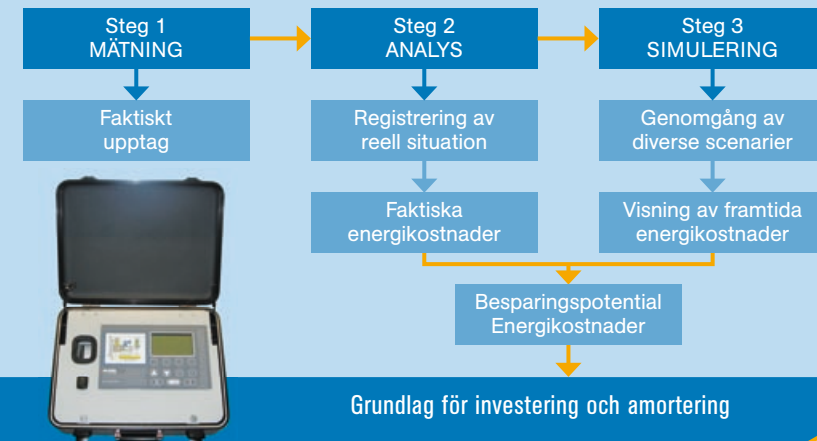 Steg 1
MÄTNING
Steg 2
ANALYS
Steg 3
SIMULERING
Faktiskt
upptag
Registrering av
reell situation
Genomgång av
diverse scenarier
Faktiska
energikostnader
Visning av framtida
energikostnader
Besparingspotential
Energikostnader
Grundlag för investering och amortering